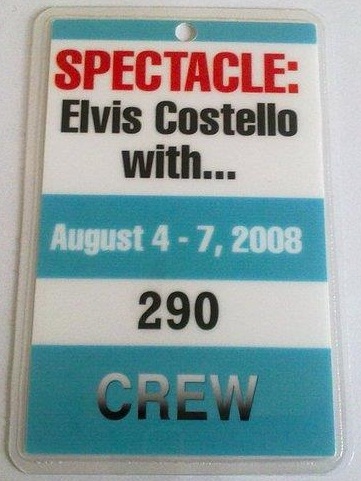 SPECTACLE:
Elvis Costello
with...
August 4 - 7, 2008
290
CREW